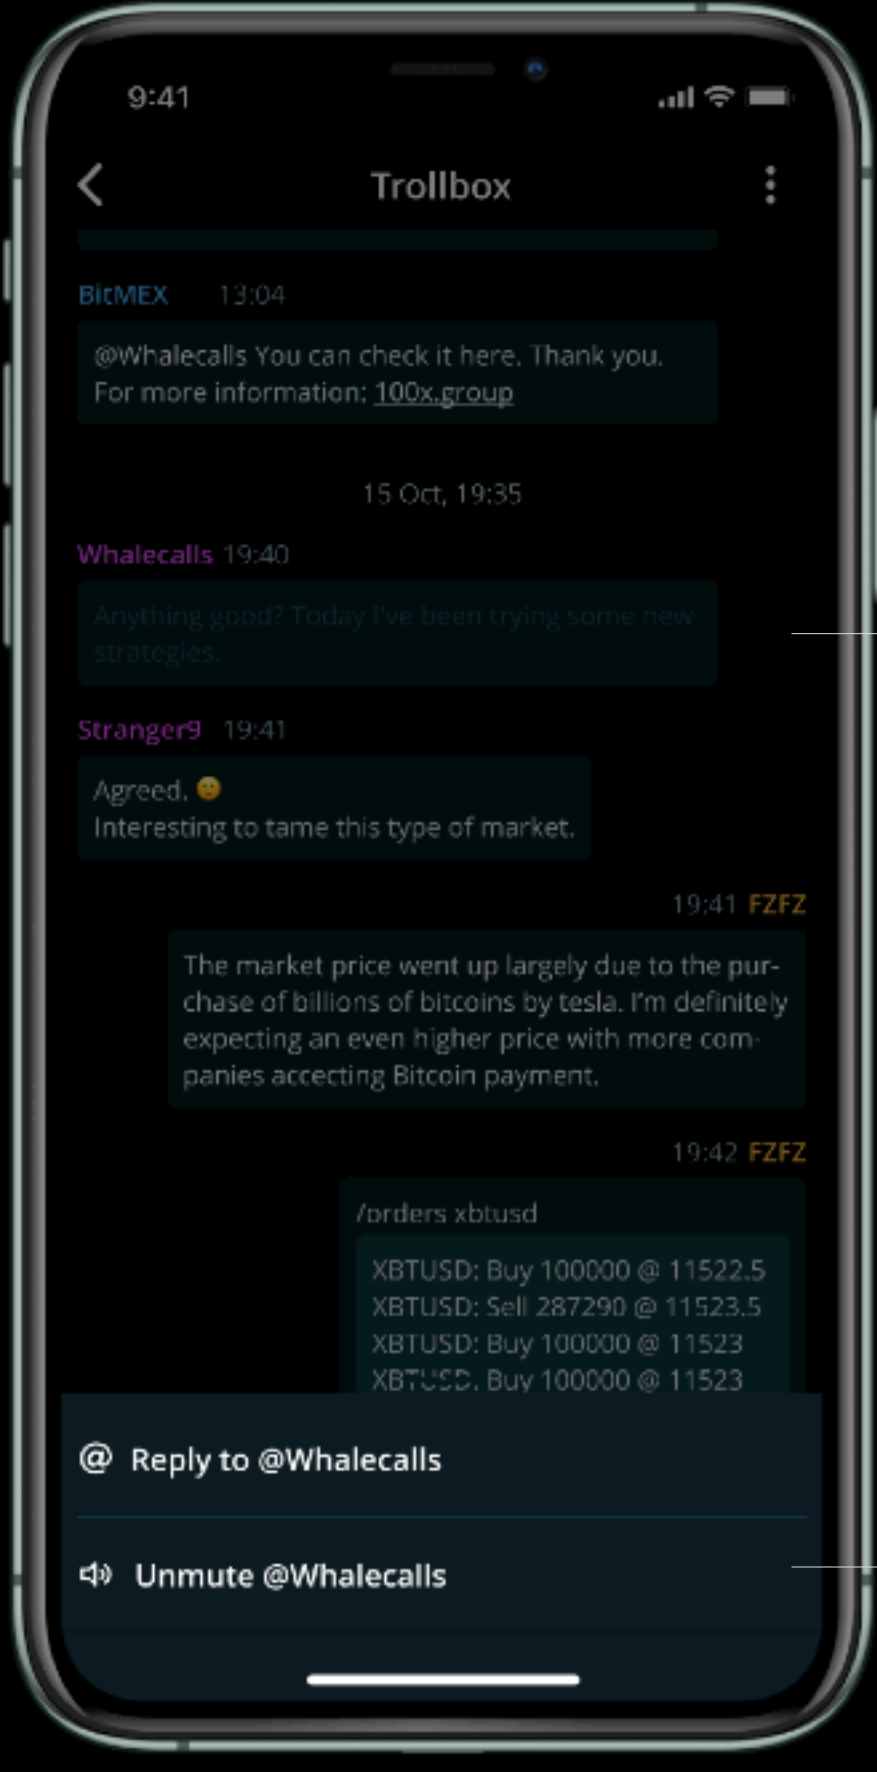 9:41
Trollbox
BitMEX 13:04
@Whalecalls You can check it here. Thank you.
For more information: 100x.group
15 Oct, 19:35
Whalecalls 19:40
Anything good? Today I've been trying some new
strategies.
Stranger9 19:41
Agreed. 🙂
Interesting to tame this type of market.
19:41 FZFZ
The market price went up largely due to the pur-
chase of billions of bitcoins by tesla. I'm definitely
expecting an even higher price with more com-
panies accecting Bitcoin payment.
19:42 FZFZ
/orders xbtusd
XBTUSD: Buy 100000 @ 11522.5
XBTUSD: Sell 287290 @ 11523.5
XBTUSD: Buy 100000 @ 11523
XBTUSD: Buy 100000 @ 11523
@ Reply to @Whalecalls
Unmute @Whalecalls